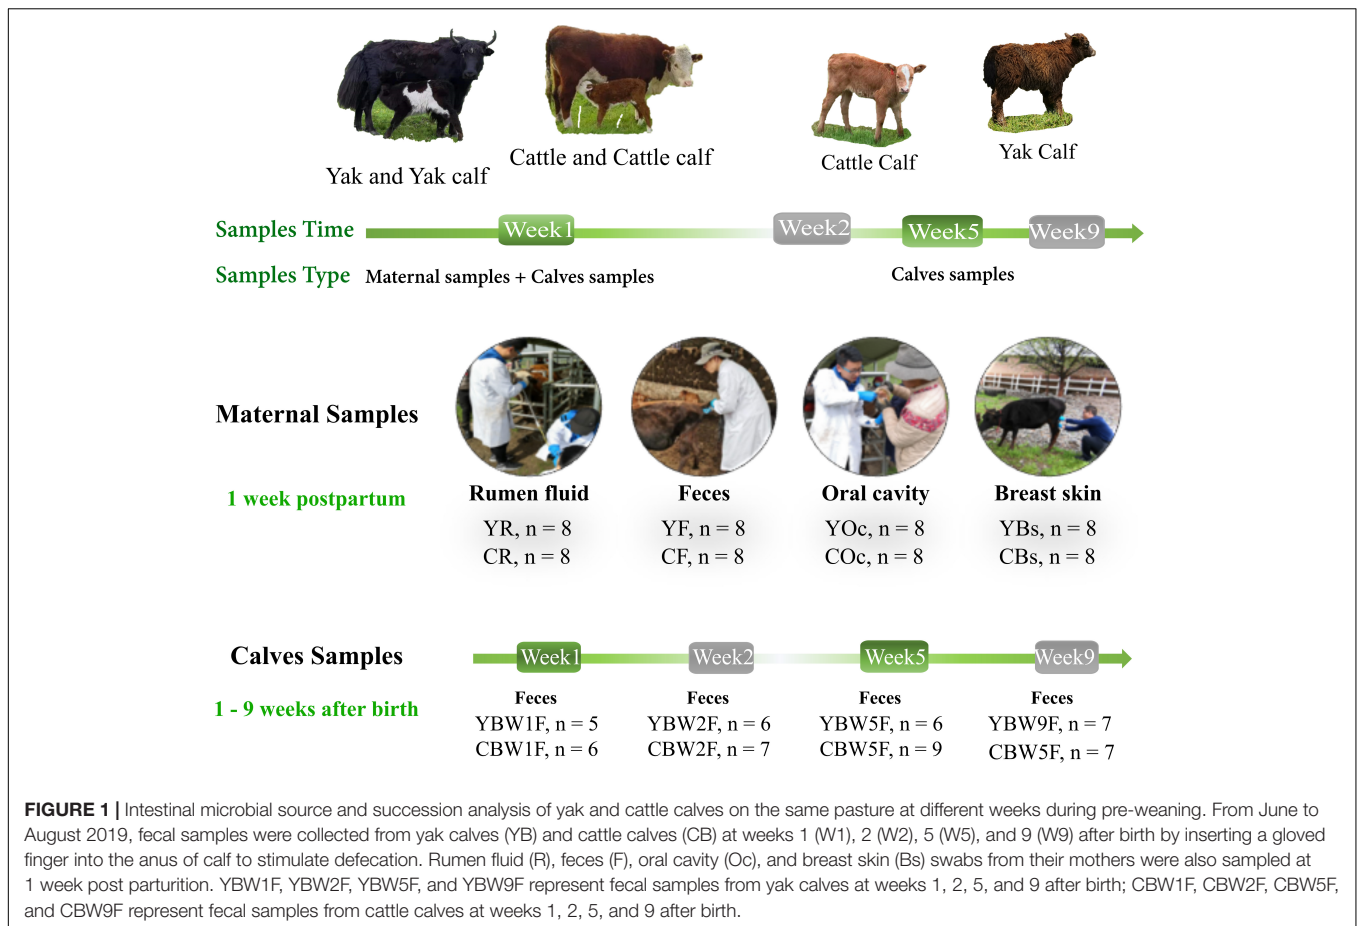 Yak and Yak calf
Cattle and Cattle calf
Cattle Calf
Yak Calf
Samples Time
Week1
Week2
Week5
Week9
Samples Type
Maternal samples + Calves samples
Calves samples
Maternal Samples
1 week postpartum
Rumen fluid
YR, n = 8
CR, n = 8
Feces
YF, n = 8
CF, n = 8
Oral cavity
YOc, n = 8
COc, n = 8
Breast skin
YBs, n = 8
CBs, n = 8
Calves Samples
1 - 9 weeks after birth
Week1
Feces
YBW1F, n = 5
CBW1F, n = 6
Week2
Feces
YBW2F, n = 6
CBW2F, n = 7
Week5
Feces
YBW5F, n = 6
CBW5F, n = 9
Week9
Feces
YBW9F, n = 7
CBW5F, n = 7
FIGURE 1 | Intestinal microbial source and succession analysis of yak and cattle calves on the same pasture at different weeks during pre-weaning. From June to
August 2019, fecal samples were collected from yak calves (YB) and cattle calves (CB) at weeks 1 (W1), 2 (W2), 5 (W5), and 9 (W9) after birth by inserting a gloved
finger into the anus of calf to stimulate defecation. Rumen fluid (R), feces (F), oral cavity (Oc), and breast skin (Bs) swabs from their mothers were also sampled at
1 week post parturition. YBW1F, YBW2F, YBW5F, and YBW9F represent fecal samples from yak calves at weeks 1, 2, 5, and 9 after birth; CBW1F, CBW2F, CBW5F,
and CBW9F represent fecal samples from cattle calves at weeks 1, 2, 5, and 9 after birth.